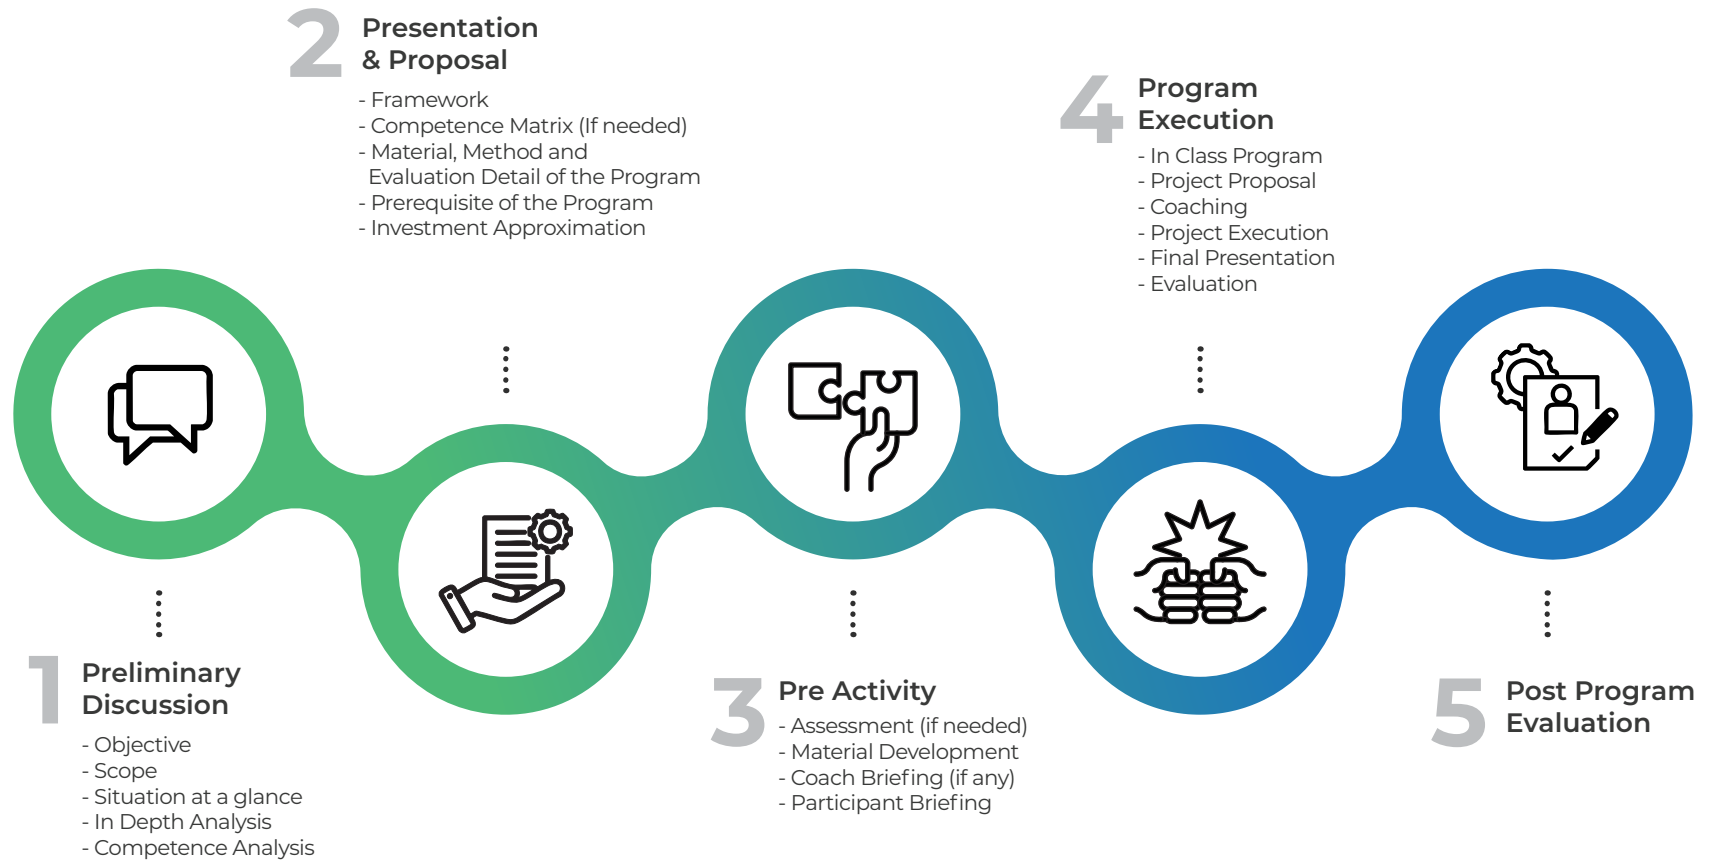 1
Preliminary
Discussion
- Objective
- Scope
- Situation at a glance
- In Depth Analysis
- Competence Analysis
2
Presentation
& Proposal
- Framework
- Competence Matrix (If needed)
- Material, Method and
Evaluation Detail of the Program
- Prerequisite of the Program
- Investment Approximation
3
Pre Activity
- Assessment (if needed)
- Material Development
- Coach Briefing (if any)
- Participant Briefing
4
Program
Execution
- In Class Program
- Project Proposal
- Coaching
- Project Execution
- Final Presentation
- Evaluation
5
Post Program
Evaluation